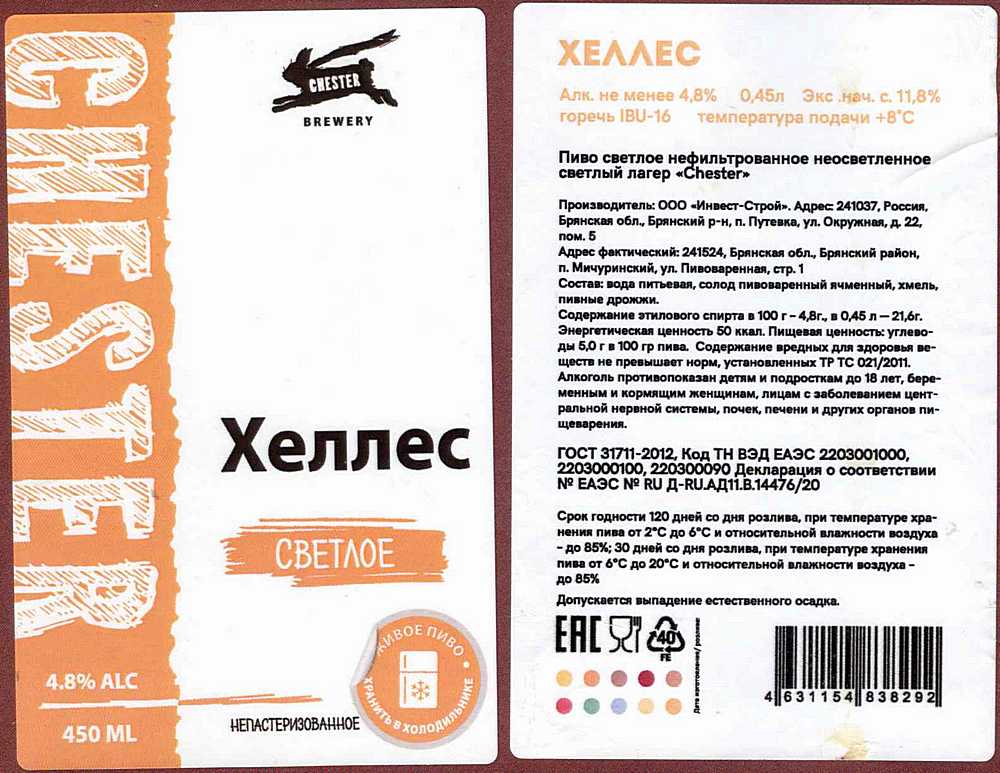 CHESTER
CHESTER
BREWERY
Хеллес
СВЕТЛОЕ
4.8% ALC
450 ML
НЕПАСТЕРИЗОВАННОЕ
ЖИВОЕ ПИВО
ХРАНИТЬ В ХОЛОДИЛЬНИКЕ
ХЕЛЛЕС
Алк. не менее 4,8% 0,45л Экс .нач. с. 11,8%
горечь IBU-16 температура подачи +8°С
Пиво светлое нефильтрованное неосветленное
светлый лагер «Chester»
Производитель: ООО «Инвест-Строй». Адрес: 241037, Россия,
Брянская обл., Брянский р-н, п. Путевка, ул. Окружная, д. 22,
пом. 5
Адрес фактический: 241524, Брянская обл., Брянский район,
п. Мичуринский, ул. Пивоваренная, стр. 1
Состав: вода питьевая, солод пивоваренный ячменный, хмель,
пивные дрожжи.
Содержание этилового спирта в 100 г – 4,8г., в 0,45 л — 21,6г.
Энергетическая ценность 50 ккал. Пищевая ценность: углево-
ды 5,0 г в 100 гр пива. Содержание вредных для здоровья ве-
ществ не превышает норм, установленных ТР ТС 021/2011.
Алкоголь противопоказан детям и подросткам до 18 лет, бере-
менным и кормящим женщинам, лицам с заболеванием цент-
ральной нервной системы, почек, печени и других органов пи-
щеварения.
ГОСТ 31711-2012, Код ТН ВЭД ЕАЭС 2203001000,
2203000100, 220300090 Декларация о соответствии
№ ЕАЭС № RU Д-RU.АД11.В.14476/20
Срок годности 120 дней со дня розлива, при температуре хра-
нения пива от 2°С до 6°С и относительной влажности воздуха
– до 85%; 30 дней со дня розлива, при температуре хранения
пива от 6°С до 20°С и относительной влажности воздуха –
до 85%
Допускается выпадение естественного осадка.
EAC
40
FE
Дата изготовления/ розлива:
4 631154 838292